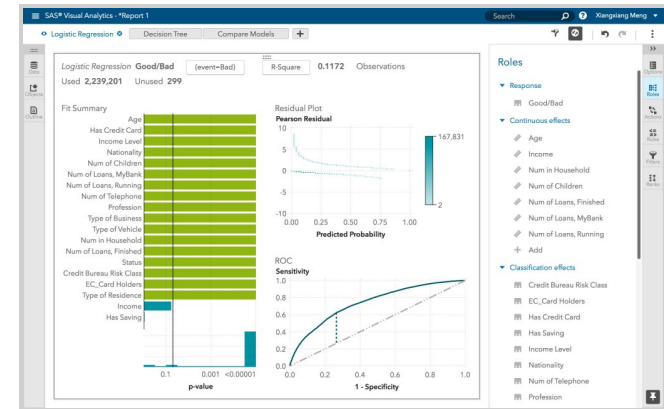 SAS® Visual Analytics - *Report 1
Search
Xiangxiang Meng
Logistic Regression
Decision Tree
Compare Models
Logistic Regression Good/Bad (event=Bad) R-Square 0.1172 Observations
Used 2,239,201 Unused 299
Fit Summary
Age
Has Credit Card
Income Level
Nationality
Num of Children
Num of Loans, MyBank
Num of Loans, Running
Num of Telephone
Profession
Type of Business
Type of Vehicle
Num in Household
Num of Loans, Finished
Status
Credit Bureau Risk Class
EC_Card Holders
Type of Residence
Income
Has Saving
0.1 0.001 <0.00001
p-value
Residual Plot
Pearson Residual
10
5
0
-5
-10
0.00 0.25 0.50 0.75 1.00
Predicted Probability
167,831
2
ROC
Sensitivity
1.0
0.8
0.6
0.4
0.2
0.0
0.0 0.2 0.4 0.6 0.8 1.0
1 - Specificity
Roles
Response
Good/Bad
Continuous effects
Age
Income
Num in Household
Num of Children
Num of Loans, Finished
Num of Loans, MyBank
Num of Loans, Running
Add
Classification effects
Credit Bureau Risk Class
EC_Card Holders
Has Credit Card
Has Saving
Income Level
Nationality
Num of Telephone
Profession
Data
Objects
Outline
Options
Roles
Actions
Rules
Filters
Ranks